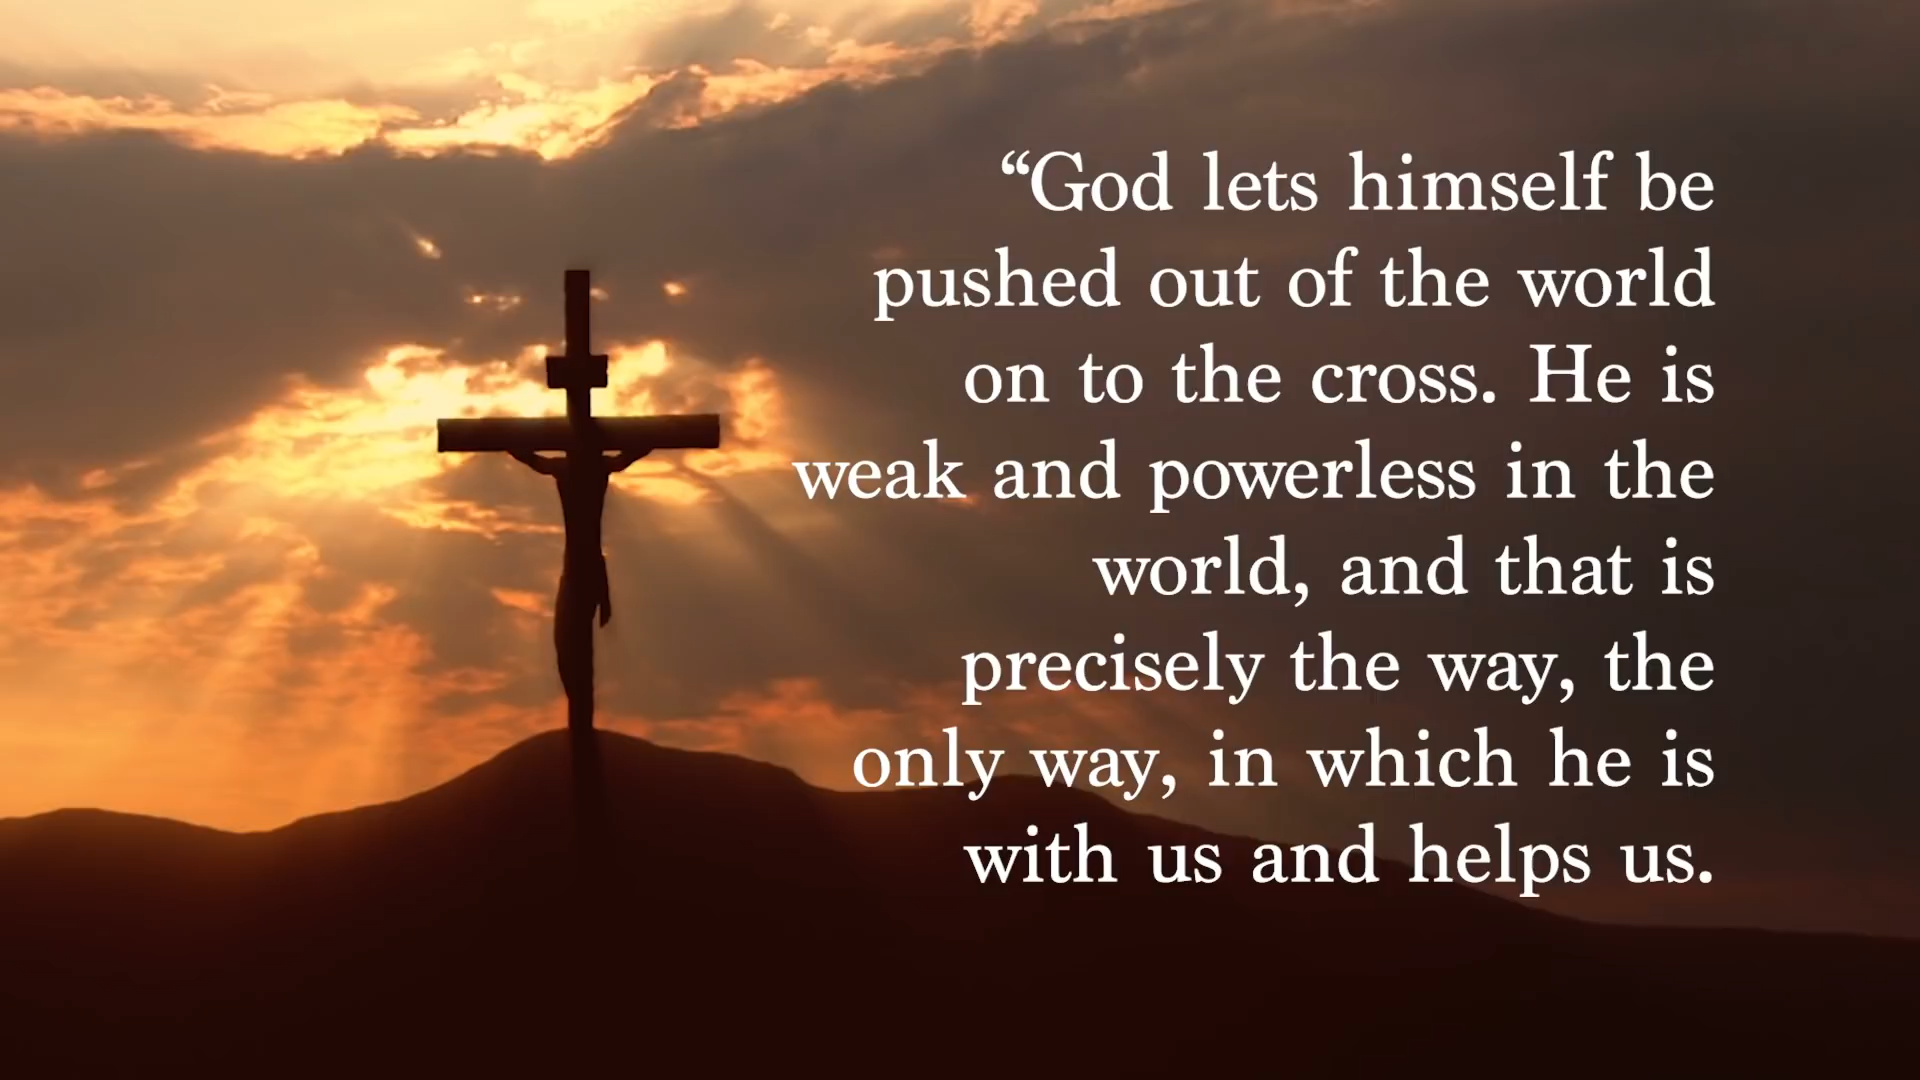 “God lets himself be
pushed out of the world
on to the cross. He is
weak and powerless in the
world, and that is
precisely the way, the
only way, in which he is
with us and helps us.